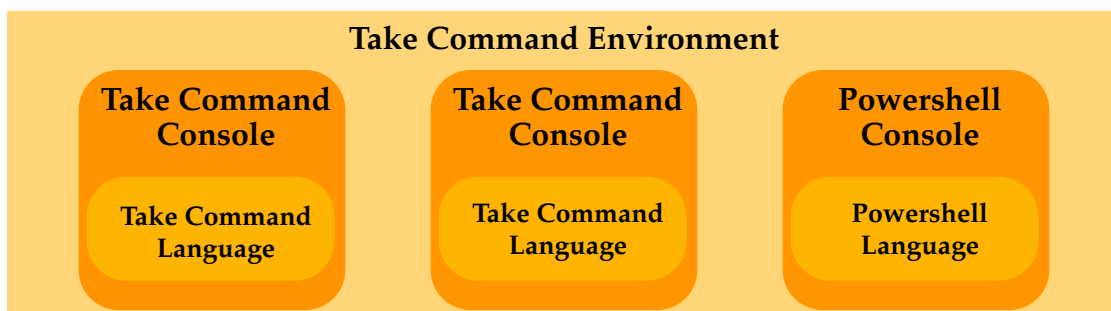 Take Command Environment
Take Command
Console
Take Command
Language
Take Command
Console
Take Command
Language
Powershell
Console
Powershell
Language